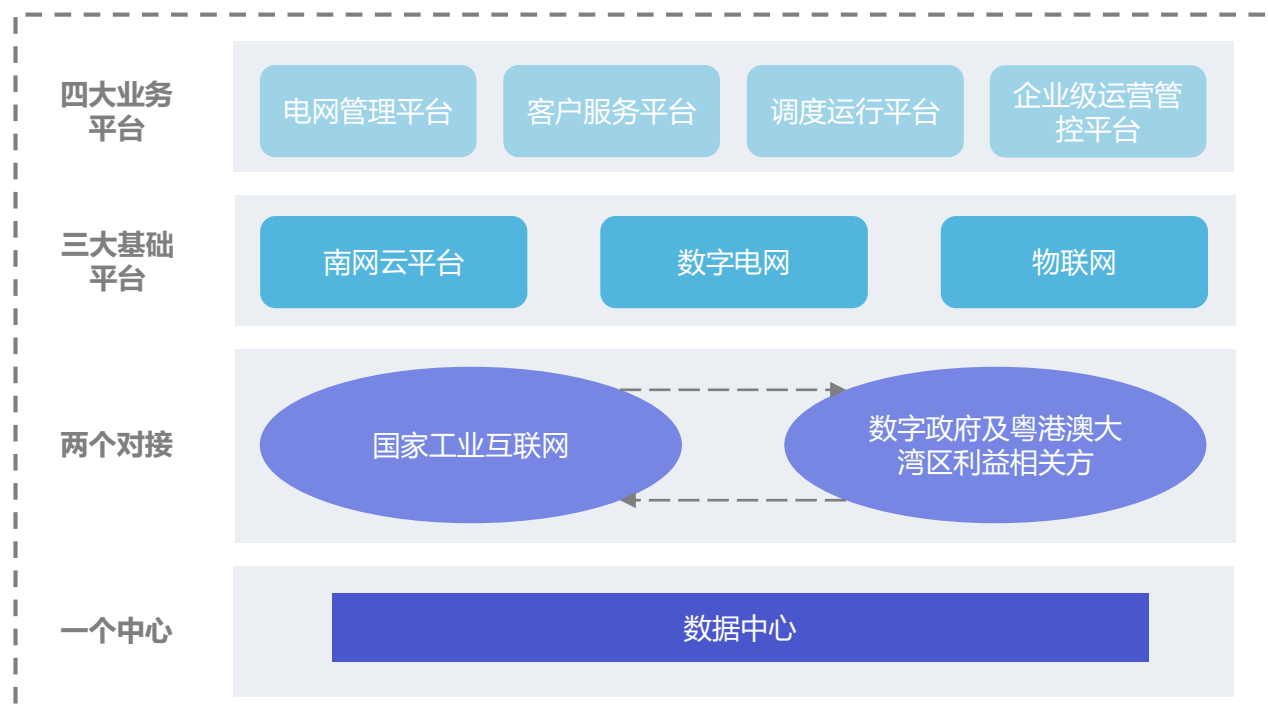 四大业务
平台
电网管理平台
客户服务平台
调度运行平台
企业级运营管
控平台
三大基础
平台
南网云平台
数字电网
物联网
两个对接
国家工业互联网
数字政府及粤港澳大
湾区利益相关方
一个中心
数据中心